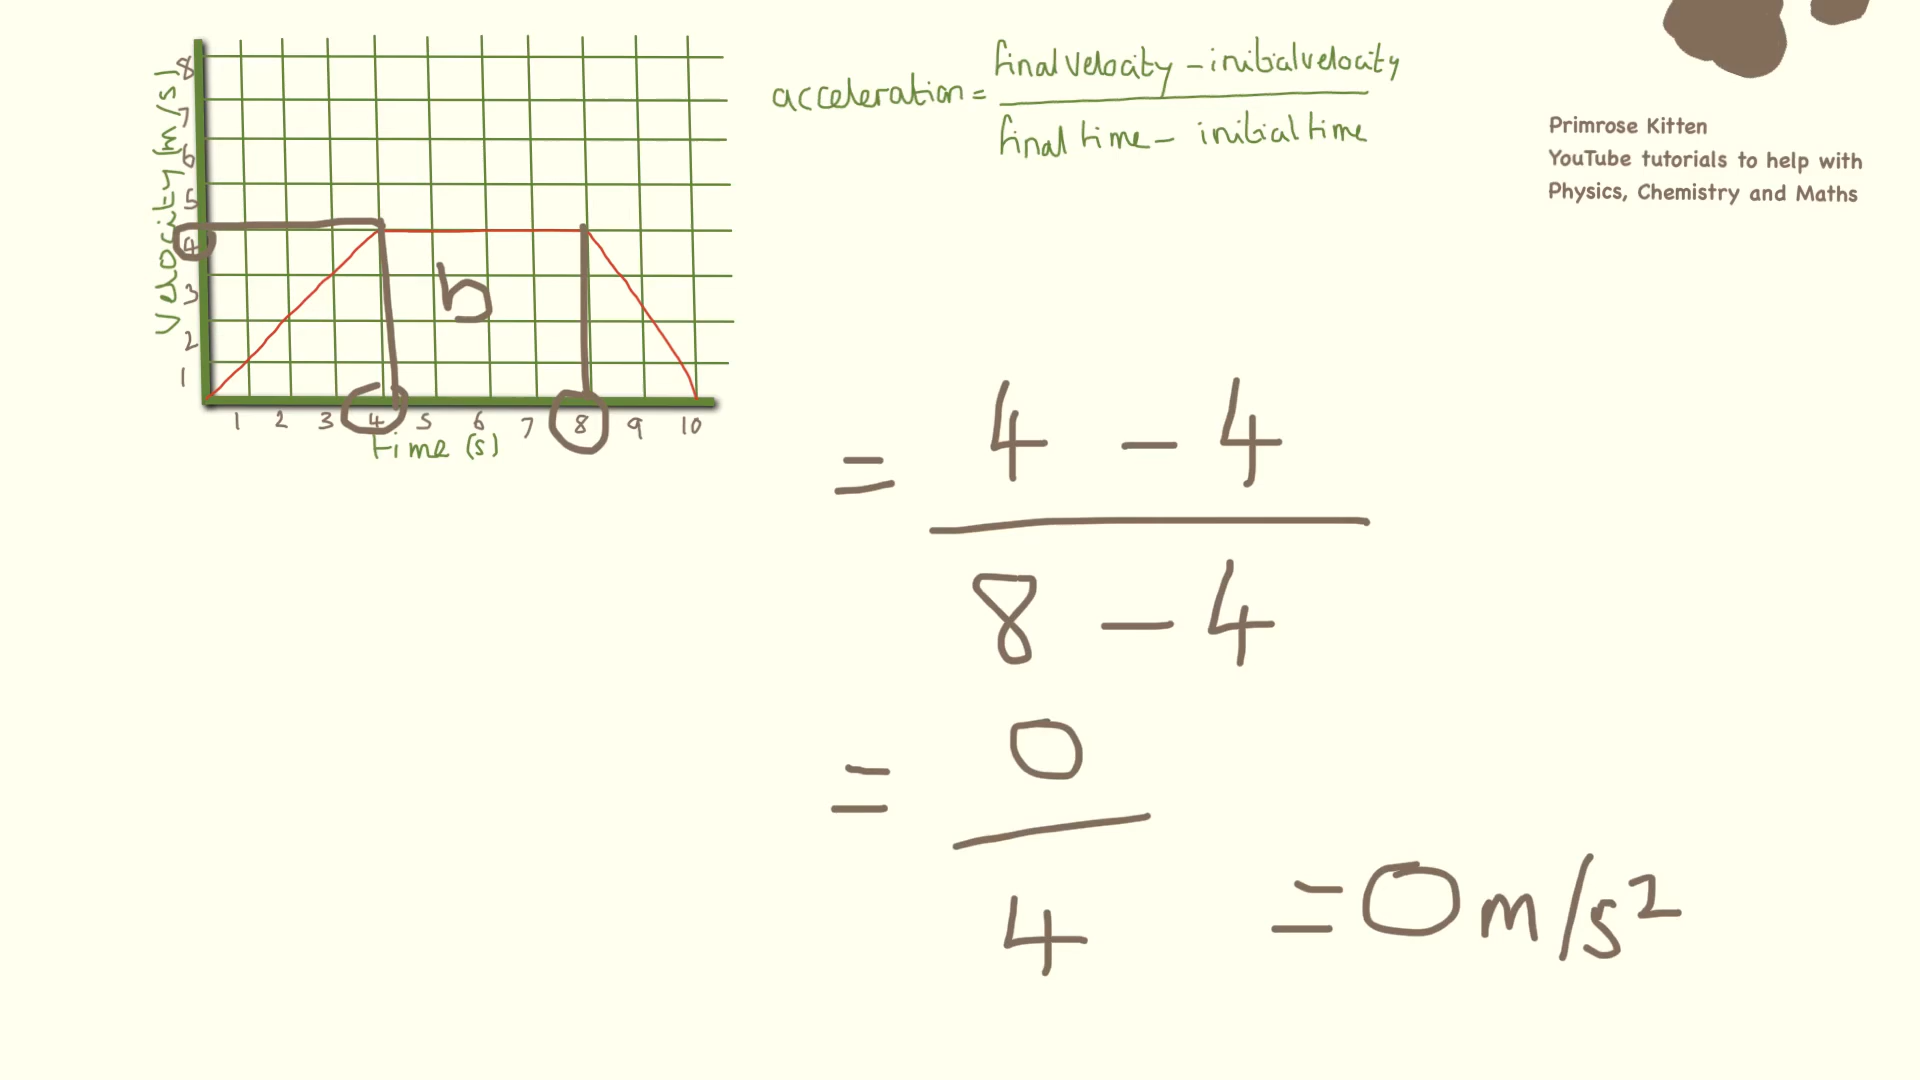 8
7
6
5
4
3
2
1
Velocity (m/s)
b
1 2 3 4 5 6 7 8 9 10
time (s)
acceleration = final velocity – initial velocity
final time – initial time
Primrose Kitten
YouTube tutorials to help with
Physics, Chemistry and Maths
= 4 – 4
8 – 4
= 0
4
= 0 m/s²